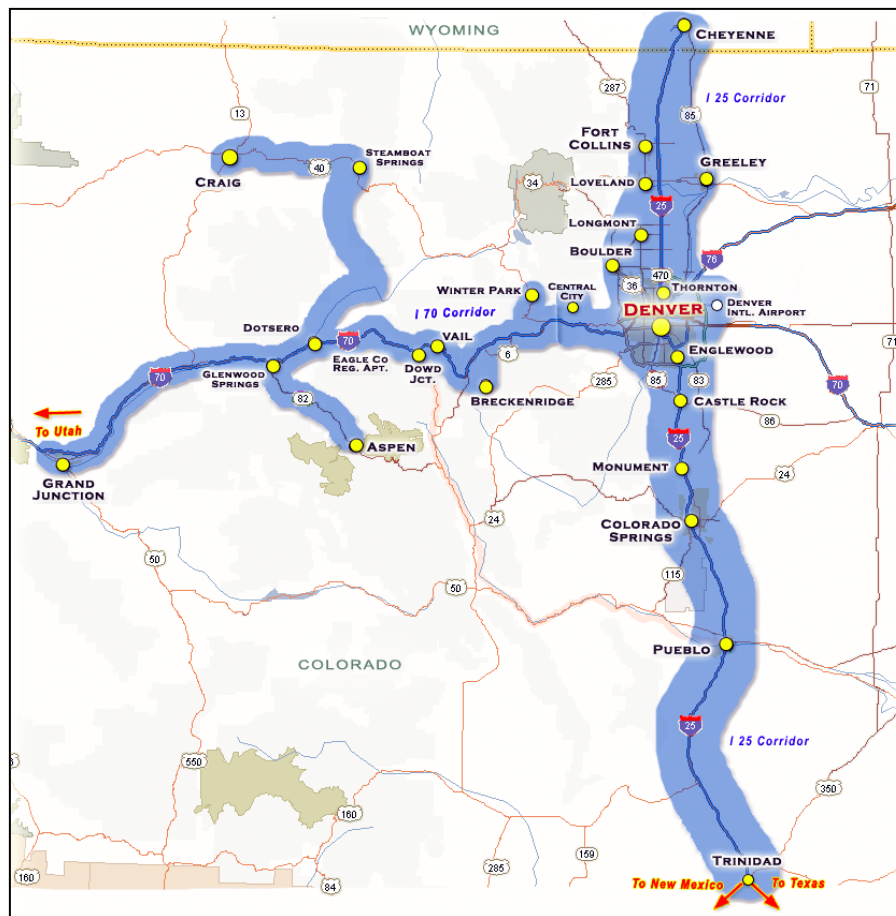 WYOMING
CHEYENNE
287
I 25 Corridor
71
13
85
FORT
COLLINS
STEAMBOAT
SPRINGS
40
CRAIG
GREELEY
34
LOVELAND
25
LONGMONT
BOULDER
76
470
36
THORNTON
WINTER PARK
CENTRAL
CITY
DENVER
INTL. AIRPORT
DENVER
I 70 Corridor
DOTSERO
70
VAIL
71
EAGLE CO
REG. APT.
DOWD
JCT.
6
ENGLEWOOD
GLENWOOD
SPRINGS
70
285
85
83
70
BRECKENRIDGE
82
CASTLE ROCK
86
To Utah
25
ASPEN
MONUMENT
24
GRAND
JUNCTION
24
COLORADO
SPRINGS
50
115
50
PUEBLO
COLORADO
25
I 25 Corridor
550
350
160
159
TRINIDAD
285
160
84
To New Mexico
To Texas